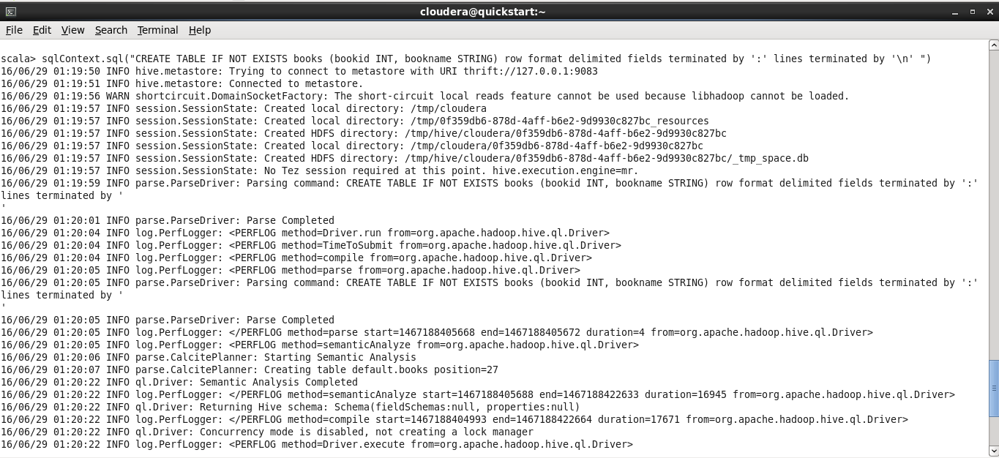 cloudera@quickstart:~
File Edit View Search Terminal Help
scala> sqlContext.sql("CREATE TABLE IF NOT EXISTS books (bookid INT, bookname STRING) row format delimited fields terminated by ':' lines terminated by '\n' ")
16/06/29 01:19:50 INFO hive.metastore: Trying to connect to metastore with URI thrift://127.0.0.1:9083
16/06/29 01:19:51 INFO hive.metastore: Connected to metastore.
16/06/29 01:19:56 WARN shortcircuit.DomainSocketFactory: The short-circuit local reads feature cannot be used because libhadoop cannot be loaded.
16/06/29 01:19:57 INFO session.SessionState: Created local directory: /tmp/cloudera
16/06/29 01:19:57 INFO session.SessionState: Created local directory: /tmp/0f359db6-878d-4aff-b6e2-9d9930c827bc_resources
16/06/29 01:19:57 INFO session.SessionState: Created HDFS directory: /tmp/hive/cloudera/0f359db6-878d-4aff-b6e2-9d9930c827bc
16/06/29 01:19:57 INFO session.SessionState: Created local directory: /tmp/cloudera/0f359db6-878d-4aff-b6e2-9d9930c827bc
16/06/29 01:19:57 INFO session.SessionState: Created HDFS directory: /tmp/hive/cloudera/0f359db6-878d-4aff-b6e2-9d9930c827bc/_tmp_space.db
16/06/29 01:19:57 INFO session.SessionState: No Tez session required at this point. hive.execution.engine=mr.
16/06/29 01:19:59 INFO parse.ParseDriver: Parsing command: CREATE TABLE IF NOT EXISTS books (bookid INT, bookname STRING) row format delimited fields terminated by ':'
lines terminated by '
'
16/06/29 01:20:01 INFO parse.ParseDriver: Parse Completed
16/06/29 01:20:04 INFO log.PerfLogger: <PERFLOG method=Driver.run from=org.apache.hadoop.hive.ql.Driver>
16/06/29 01:20:04 INFO log.PerfLogger: <PERFLOG method=TimeToSubmit from=org.apache.hadoop.hive.ql.Driver>
16/06/29 01:20:04 INFO log.PerfLogger: <PERFLOG method=compile from=org.apache.hadoop.hive.ql.Driver>
16/06/29 01:20:05 INFO log.PerfLogger: <PERFLOG method=parse from=org.apache.hadoop.hive.ql.Driver>
16/06/29 01:20:05 INFO parse.ParseDriver: Parsing command: CREATE TABLE IF NOT EXISTS books (bookid INT, bookname STRING) row format delimited fields terminated by ':'
lines terminated by '
'
16/06/29 01:20:05 INFO parse.ParseDriver: Parse Completed
16/06/29 01:20:05 INFO log.PerfLogger: </PERFLOG method=parse start=1467188405668 end=1467188405672 duration=4 from=org.apache.hadoop.hive.ql.Driver>
16/06/29 01:20:05 INFO log.PerfLogger: <PERFLOG method=semanticAnalyze from=org.apache.hadoop.hive.ql.Driver>
16/06/29 01:20:06 INFO parse.CalcitePlanner: Starting Semantic Analysis
16/06/29 01:20:07 INFO parse.CalcitePlanner: Creating table default.books position=27
16/06/29 01:20:22 INFO ql.Driver: Semantic Analysis Completed
16/06/29 01:20:22 INFO log.PerfLogger: </PERFLOG method=semanticAnalyze start=1467188405688 end=1467188422633 duration=16945 from=org.apache.hadoop.hive.ql.Driver>
16/06/29 01:20:22 INFO ql.Driver: Returning Hive schema: Schema(fieldSchemas:null, properties:null)
16/06/29 01:20:22 INFO log.PerfLogger: </PERFLOG method=compile start=1467188404993 end=1467188422664 duration=17671 from=org.apache.hadoop.hive.ql.Driver>
16/06/29 01:20:22 INFO ql.Driver: Concurrency mode is disabled, not creating a lock manager
16/06/29 01:20:22 INFO log.PerfLogger: <PERFLOG method=Driver.execute from=org.apache.hadoop.hive.ql.Driver>